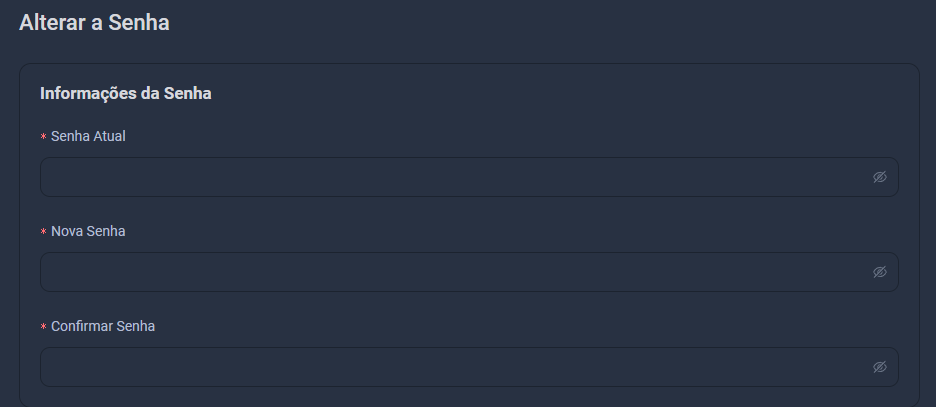 Alterar a Senha
Informações da Senha
* Senha Atual
* Nova Senha
* Confirmar Senha